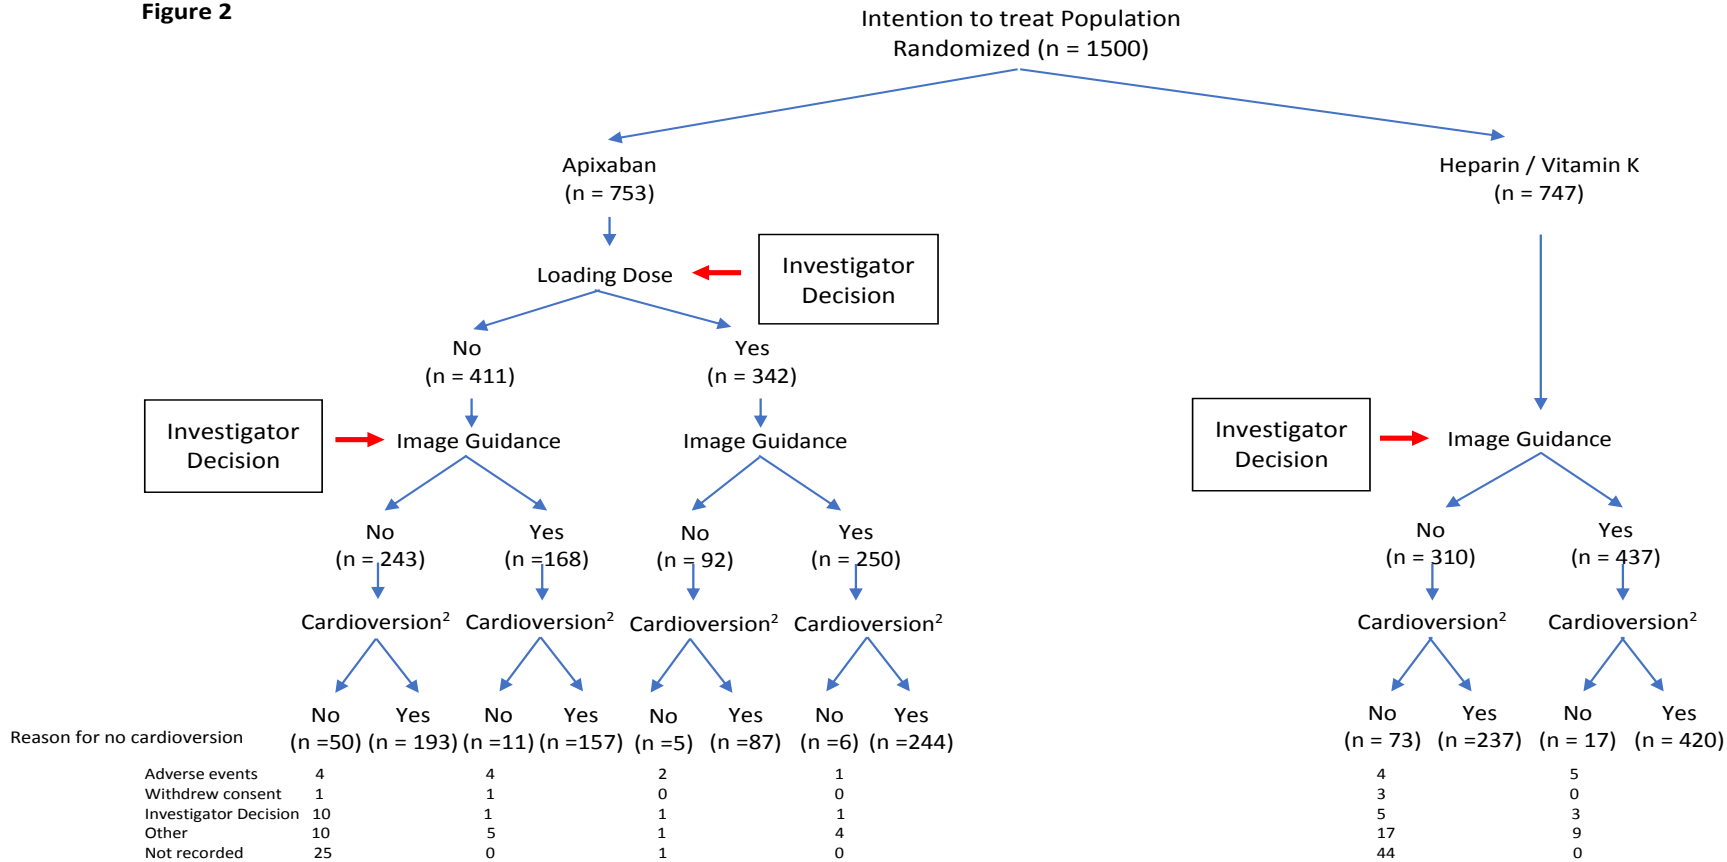 Figure 2
Intention to treat Population
Randomized (n = 1500)
Apixaban
(n = 753)
Heparin / Vitamin K
(n = 747)
Loading Dose
Investigator
Decision
No
(n = 411)
Yes
(n = 342)
Investigator
Decision
Image Guidance
Image Guidance
Investigator
Decision
Image Guidance
No
(n = 243)
Yes
(n =168)
No
(n = 92)
Yes
(n = 250)
No
(n = 310)
Yes
(n = 437)
Cardioversion² Cardioversion² Cardioversion² Cardioversion² Cardioversion² Cardioversion²
No Yes No Yes No Yes No Yes No Yes No Yes
Reason for no cardioversion (n =50) (n = 193) (n =11) (n =157) (n =5) (n =87) (n =6) (n =244) (n = 73) (n =237) (n = 17) (n = 420)
Adverse events 4 4 2 1 4 5
Withdrew consent 1 1 0 0 3 0
Investigator Decision 10 1 1 1 5 3
Other 10 5 1 4 17 9
Not recorded 25 0 1 0 44 0